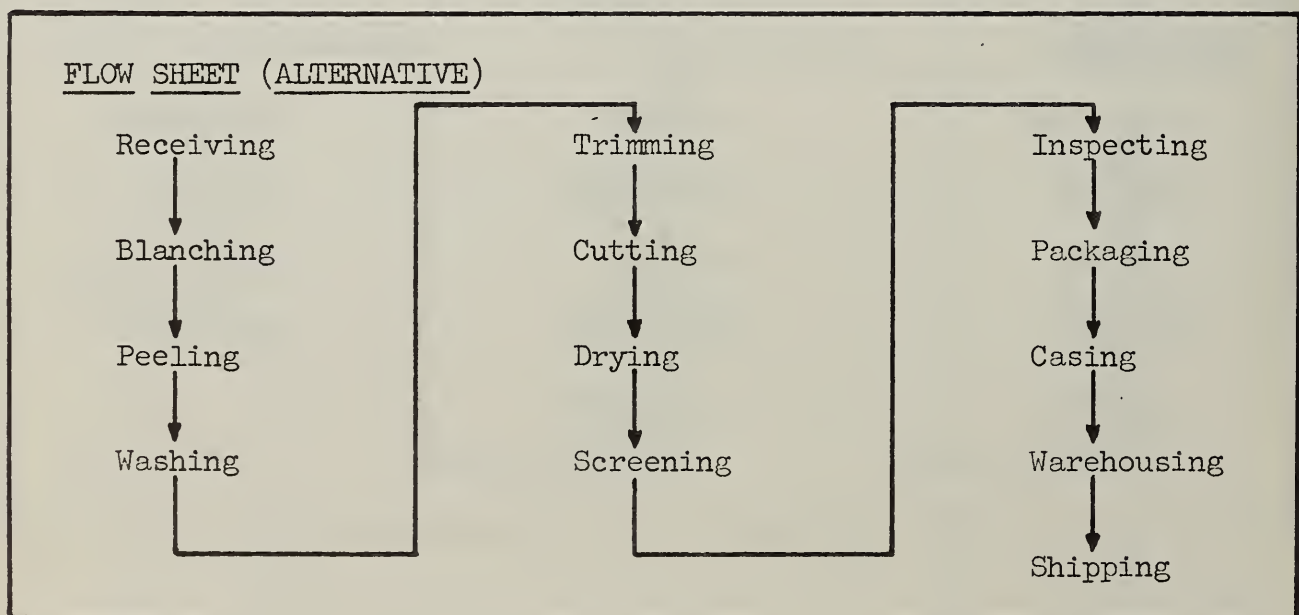 FLOW SHEET (ALTERNATIVE)
Receiving
Blanching
Peeling
Washing
Trimming
Cutting
Drying
Screening
Inspecting
Packaging
Casing
Warehousing
Shipping